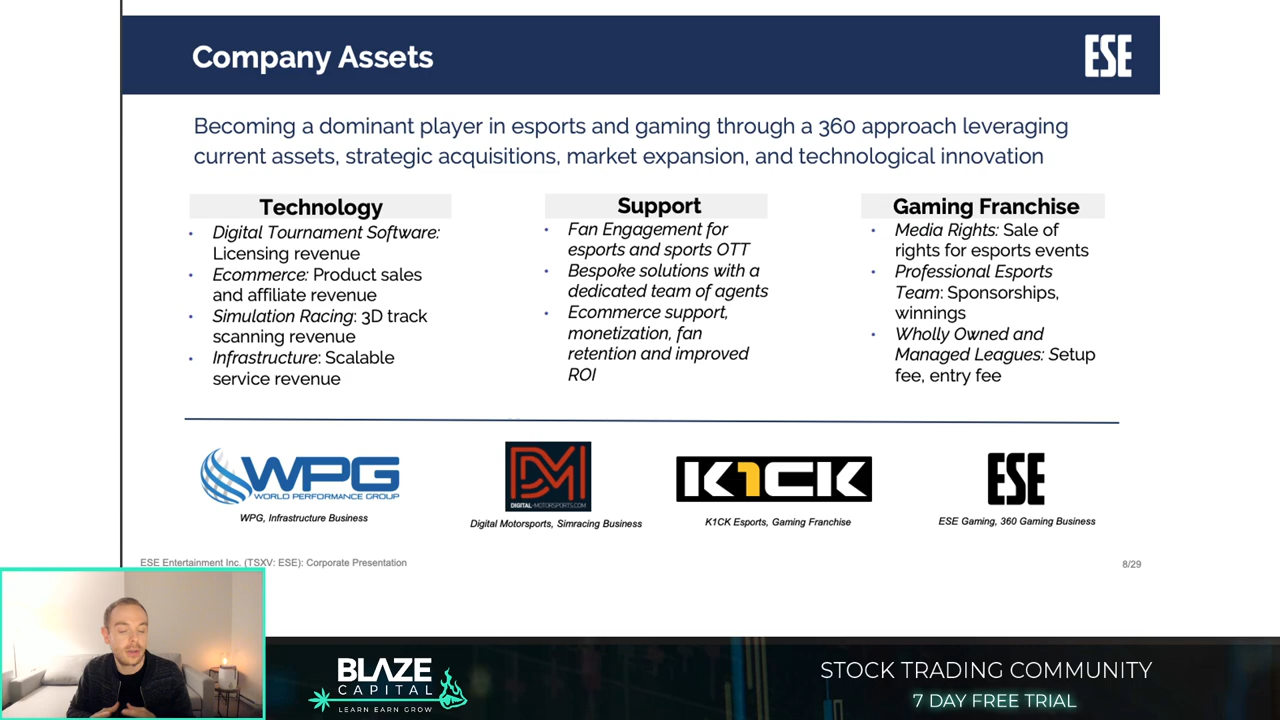 Company Assets
ESE
Becoming a dominant player in esports and gaming through a 360 approach leveraging
current assets, strategic acquisitions, market expansion, and technological innovation
Technology
• Digital Tournament Software:
Licensing revenue
• Ecommerce: Product sales
and affiliate revenue
• Simulation Racing: 3D track
scanning revenue
• Infrastructure: Scalable
service revenue
Support
• Fan Engagement for
esports and sports OTT
• Bespoke solutions with a
dedicated team of agents
• Ecommerce support,
monetization, fan
retention and improved
ROI
Gaming Franchise
• Media Rights: Sale of
rights for esports events
• Professional Esports
Team: Sponsorships,
winnings
• Wholly Owned and
Managed Leagues: Setup
fee, entry fee
WPG
WORLD PERFORMANCE GROUP
WPG, Infrastructure Business
DM
DIGITAL-MOTORSPORTS.COM
Digital Motorsports, Simracing Business
K1CK
K1CK Esports, Gaming Franchise
ESE
ESE Gaming, 360 Gaming Business
ESE Entertainment Inc. (TSXV: ESE): Corporate Presentation
8/29
BLAZE
CAPITAL
LEARN EARN GROW
STOCK TRADING COMMUNITY
7 DAY FREE TRIAL